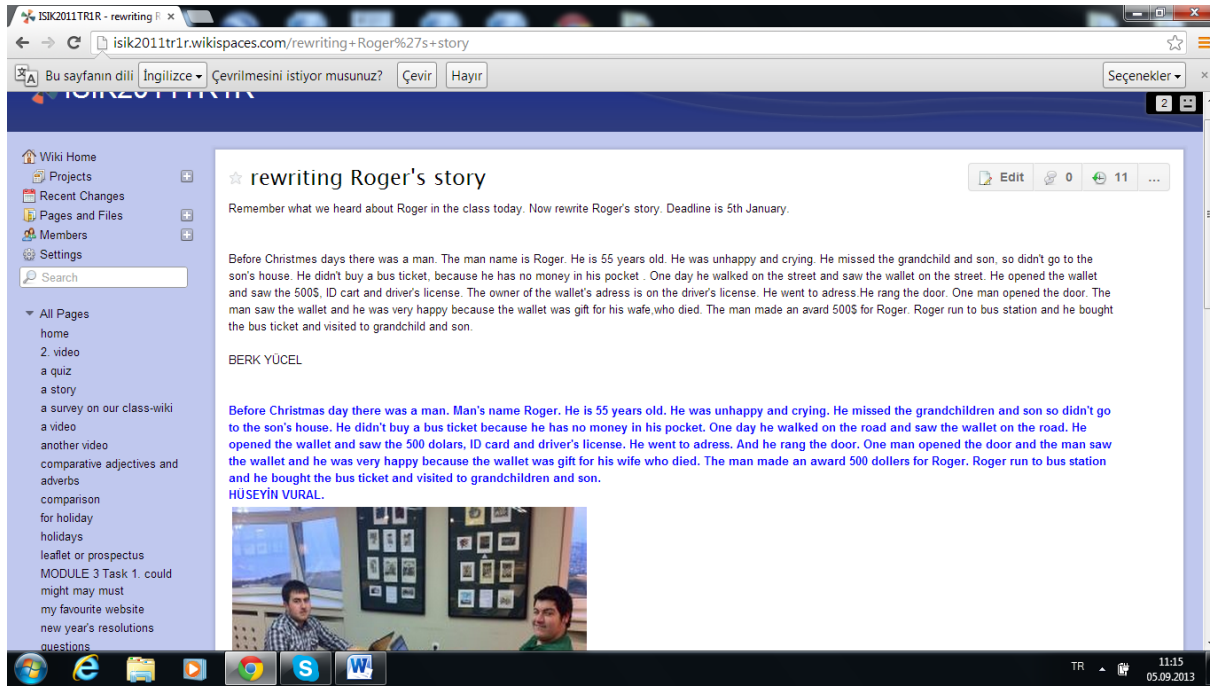 ISIK2011TR1R - rewriting R
isik2011tr1r.wikispaces.com/rewriting+Roger%27s+story
Bu sayfanın dili İngilizce Çevrilmesini istiyor musunuz? Çevir Hayır Seçenekler
ISIK2011TR1R
2
Wiki Home
Projects
Recent Changes
Pages and Files
Members
Settings
Search
All Pages
home
2. video
a quiz
a story
a survey on our class-wiki
a video
another video
comparative adjectives and
adverbs
comparison
for holiday
holidays
leaflet or prospectus
MODULE 3 Task 1. could
might may must
my favourite website
new year's resolutions
questions
rewriting Roger's story
Edit 0 11 ...
Remember what we heard about Roger in the class today. Now rewrite Roger's story. Deadline is 5th January.
Before Christmes days there was a man. The man name is Roger. He is 55 years old. He was unhappy and crying. He missed the grandchild and son, so didn't go to the
son's house. He didn't buy a bus ticket, because he has no money in his pocket . One day he walked on the street and saw the wallet on the street. He opened the wallet
and saw the 500$, ID cart and driver's license. The owner of the wallet's adress is on the driver's license. He went to adress.He rang the door. One man opened the door. The
man saw the wallet and he was very happy because the wallet was gift for his wafe,who died. The man made an avard 500$ for Roger. Roger run to bus station and he bought
the bus ticket and visited to grandchild and son.
BERK YÜCEL
Before Christmas day there was a man. Man's name Roger. He is 55 years old. He was unhappy and crying. He missed the grandchildren and son so didn't go
to the son's house. He didn't buy a bus ticket because he has no money in his pocket. One day he walked on the road and saw the wallet on the road. He
opened the wallet and saw the 500 dolars, ID card and driver's license. He went to adress. And he rang the door. One man opened the door and the man saw
the wallet and he was very happy because the wallet was gift for his wife who died. The man made an award 500 dollers for Roger. Roger run to bus station
and he bought the bus ticket and visited to grandchildren and son.
HÜSEYİN VURAL.
TR
11:15
05.09.2013